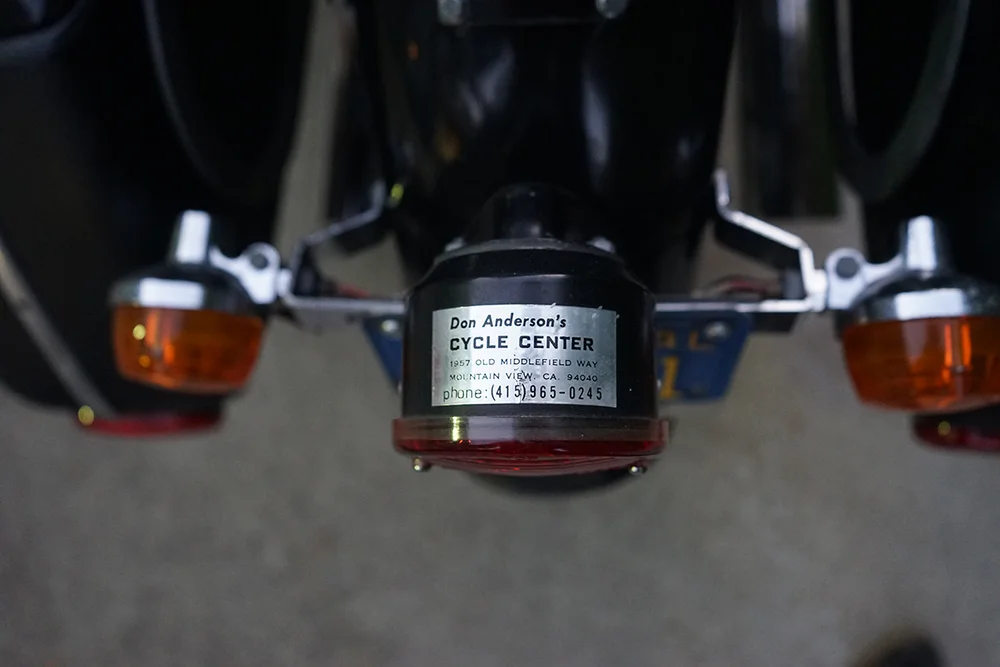 Don Anderson's
CYCLE CENTER
1957 OLD MIDDLEFIELD WAY
MOUNTAIN VIEW, CA. 94040
phone:(415)965-0245